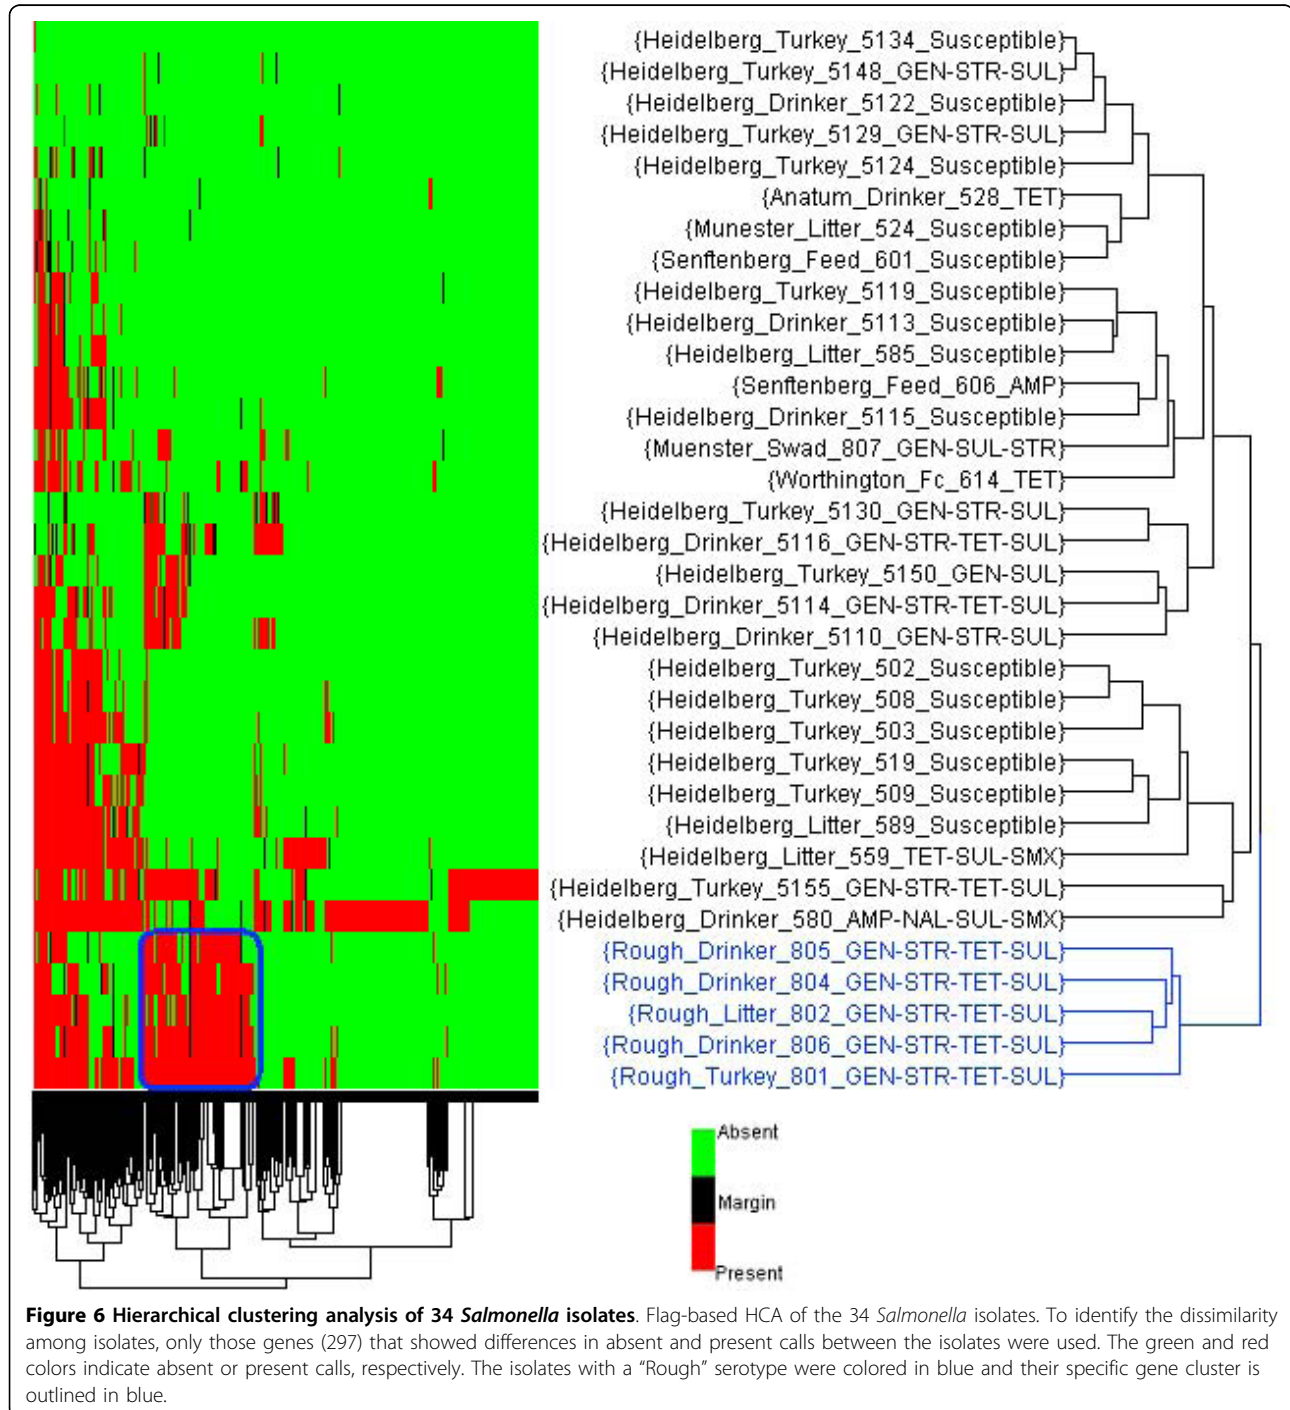 {Heidelberg_Turkey_5134_Susceptible}
{Heidelberg_Turkey_5148_GEN-STR-SUL}
{Heidelberg_Drinker_5122_Susceptible}
{Heidelberg_Turkey_5129_GEN-STR-SUL}
{Heidelberg_Turkey_5124_Susceptible}
{Anatum_Drinker_528_TET}
{Munester_Litter_524_Susceptible}
{Senftenberg_Feed_601_Susceptible}
{Heidelberg_Turkey_5119_Susceptible}
{Heidelberg_Drinker_5113_Susceptible}
{Heidelberg_Litter_585_Susceptible}
{Senftenberg_Feed_606_AMP}
{Heidelberg_Drinker_5115_Susceptible}
{Muenster_Swad_807_GEN-SUL-STR}
{Worthington_Fc_614_TET}
{Heidelberg_Turkey_5130_GEN-STR-SUL}
{Heidelberg_Drinker_5116_GEN-STR-TET-SUL}
{Heidelberg_Turkey_5150_GEN-SUL}
{Heidelberg_Drinker_5114_GEN-STR-TET-SUL}
{Heidelberg_Drinker_5110_GEN-STR-SUL}
{Heidelberg_Turkey_502_Susceptible}
{Heidelberg_Turkey_508_Susceptible}
{Heidelberg_Turkey_503_Susceptible}
{Heidelberg_Turkey_519_Susceptible}
{Heidelberg_Turkey_509_Susceptible}
{Heidelberg_Litter_589_Susceptible}
{Heidelberg_Litter_559_TET-SUL-SMX}
{Heidelberg_Turkey_5155_GEN-STR-TET-SUL}
{Heidelberg_Drinker_580_AMP-NAL-SUL-SMX}
{Rough_Drinker_805_GEN-STR-TET-SUL}
{Rough_Drinker_804_GEN-STR-TET-SUL}
{Rough_Litter_802_GEN-STR-TET-SUL}
{Rough_Drinker_806_GEN-STR-TET-SUL}
{Rough_Turkey_801_GEN-STR-TET-SUL}
Absent
Margin
Present
Figure 6 Hierarchical clustering analysis of 34 Salmonella isolates. Flag-based HCA of the 34 Salmonella isolates. To identify the dissimilarity
among isolates, only those genes (297) that showed differences in absent and present calls between the isolates were used. The green and red
colors indicate absent or present calls, respectively. The isolates with a “Rough” serotype were colored in blue and their specific gene cluster is
outlined in blue.